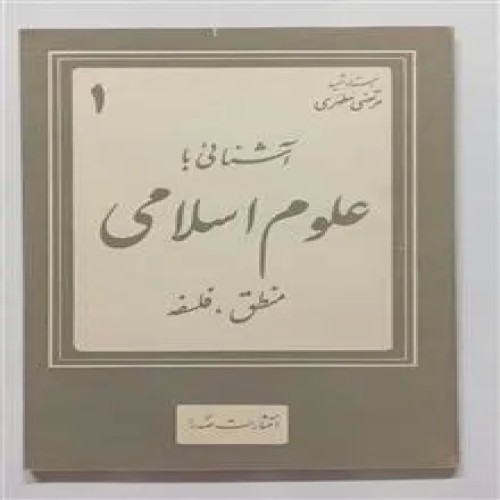 استاد شهید
مرتضی مطهری
۱
آشنائی با
علوم اسلامی
منطق . فلسفه
انتشارات صدرا